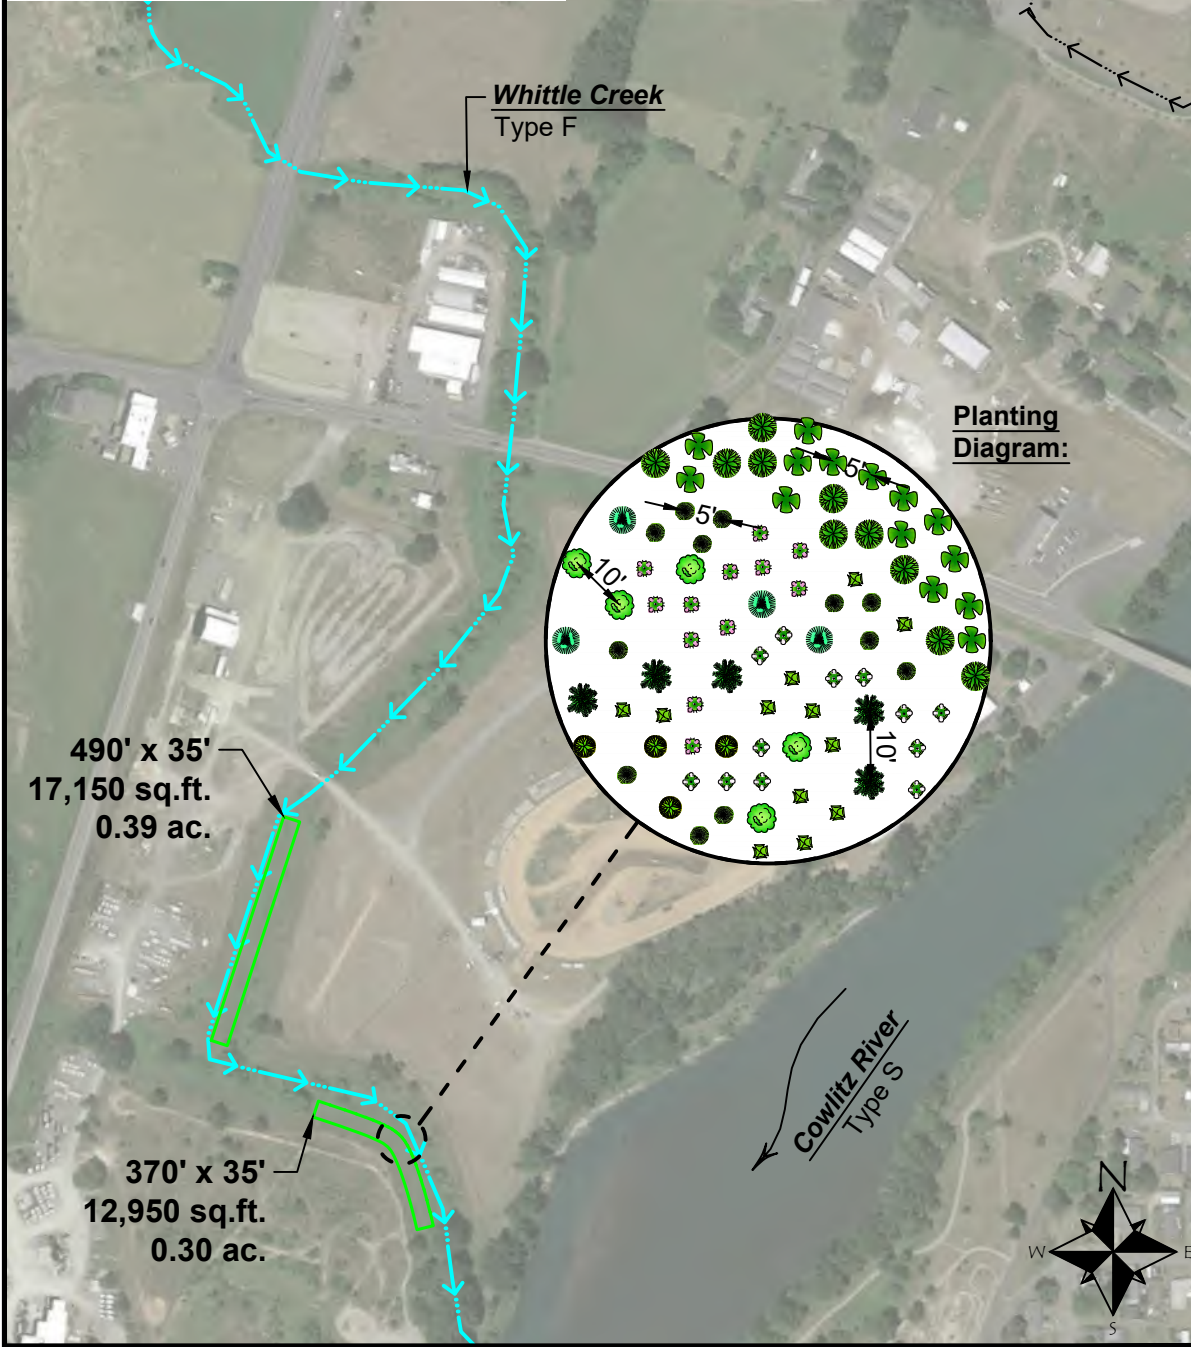 Whittle Creek
Type F
Planting
Diagram:
5'
5'
10'
10'
490' x 35'
17,150 sq.ft.
0.39 ac.
Cowlitz River
Type S
370' x 35'
12,950 sq.ft.
0.30 ac.
N
W
E
S